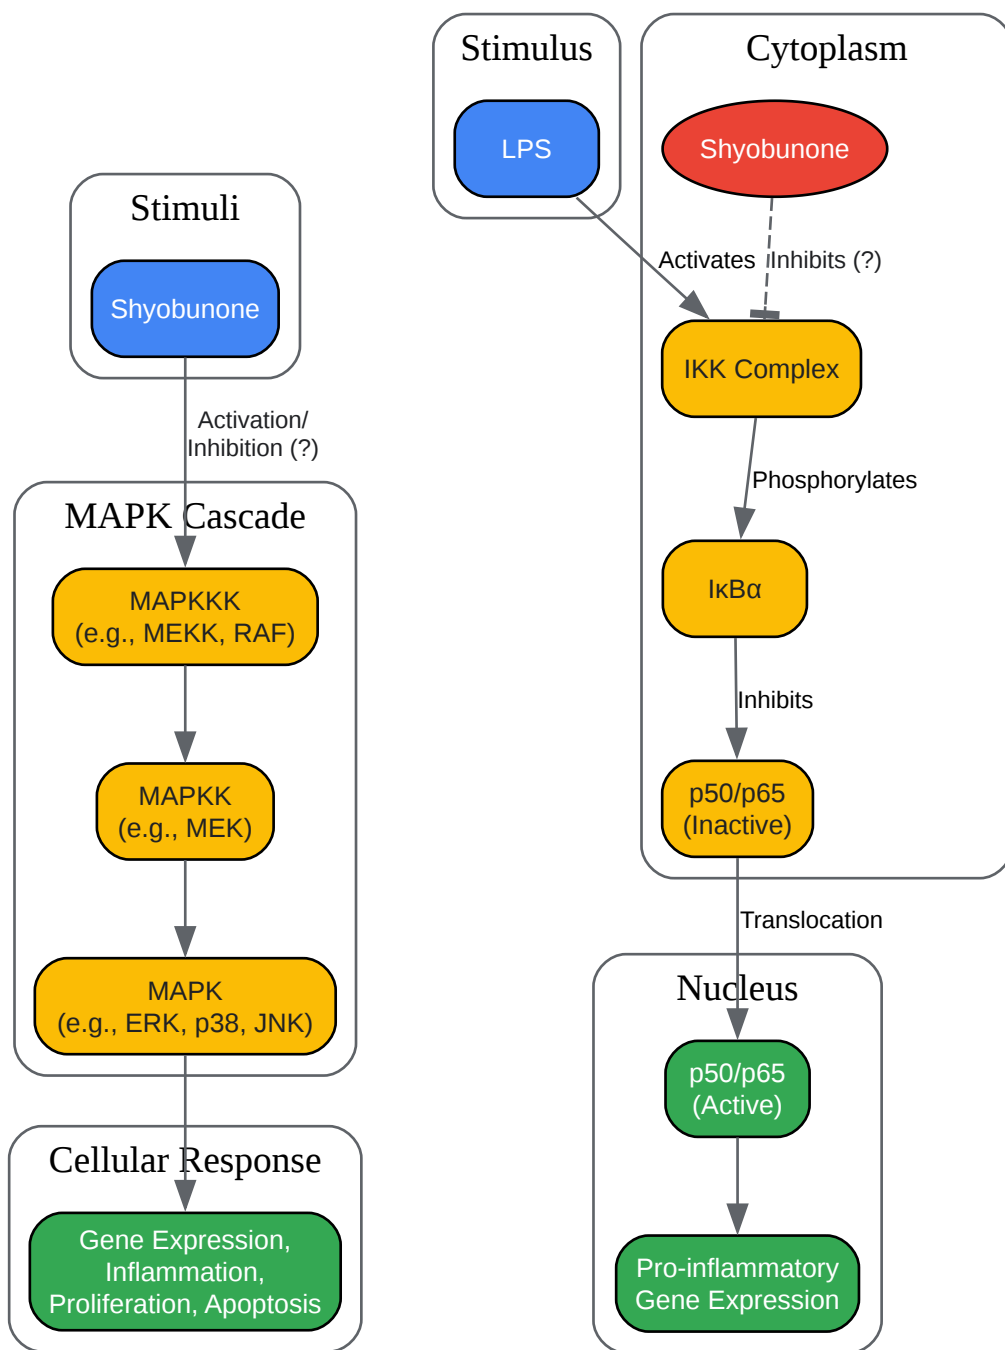 Stimuli
Shyobunone
Activation/
Inhibition (?)
MAPK Cascade
MAPKKK
(e.g., MEKK, RAF)
MAPKK
(e.g., MEK)
MAPK
(e.g., ERK, p38, JNK)
Cellular Response
Gene Expression,
Inflammation,
Proliferation, Apoptosis
Stimulus
LPS
Cytoplasm
Shyobunone
Activates
Inhibits (?)
IKK Complex
Phosphorylates
IκBα
Inhibits
p50/p65
(Inactive)
Translocation
Nucleus
p50/p65
(Active)
Pro-inflammatory
Gene Expression